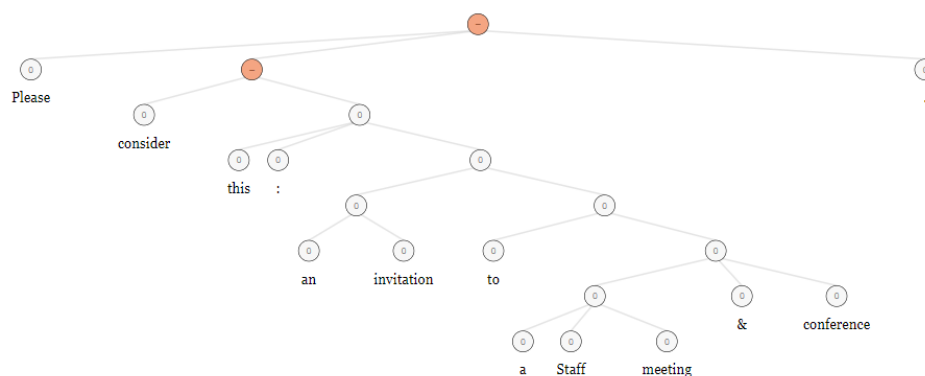 Please
consider
this :
an invitation to
& conference
a Staff meeting